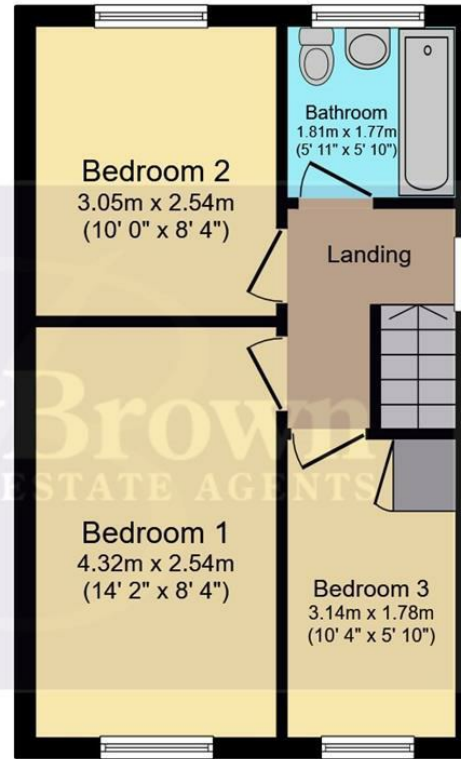 Bathroom
1.81m x 1.77m
(5' 11" x 5' 10")
Bedroom 2
3.05m x 2.54m
(10' 0" x 8' 4")
Landing
Brown
ESTATE AGENTS
Bedroom 1
4.32m x 2.54m
(14' 2" x 8' 4")
Bedroom 3
3.14m x 1.78m
(10' 4" x 5' 10")